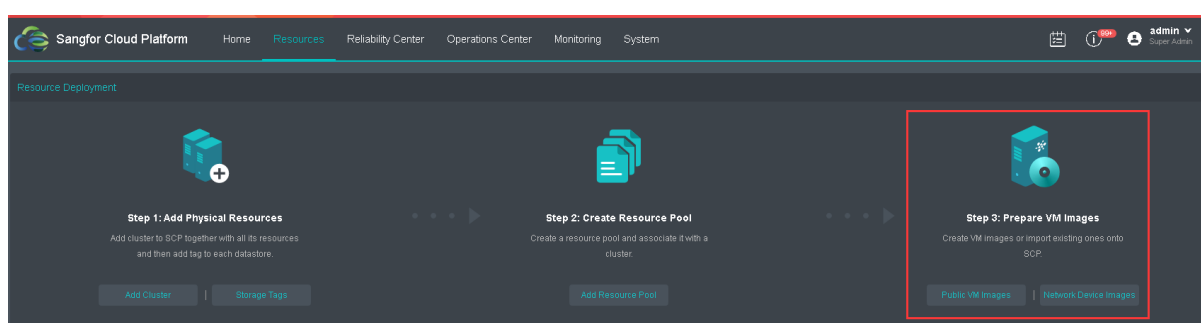 Sangfor Cloud Platform Home Resources Reliability Center Operations Center Monitoring System 99+ admin
Super Admin
Resource Deployment
Step 1: Add Physical Resources
Add cluster to SCP together with all its resources
and then add tag to each datastore.
Add Cluster | Storage Tags
Step 2: Create Resource Pool
Create a resource pool and associate it with a
cluster.
Add Resource Pool
Step 3: Prepare VM Images
Create VM images or import existing ones onto
SCP.
Public VM Images | Network Device Images